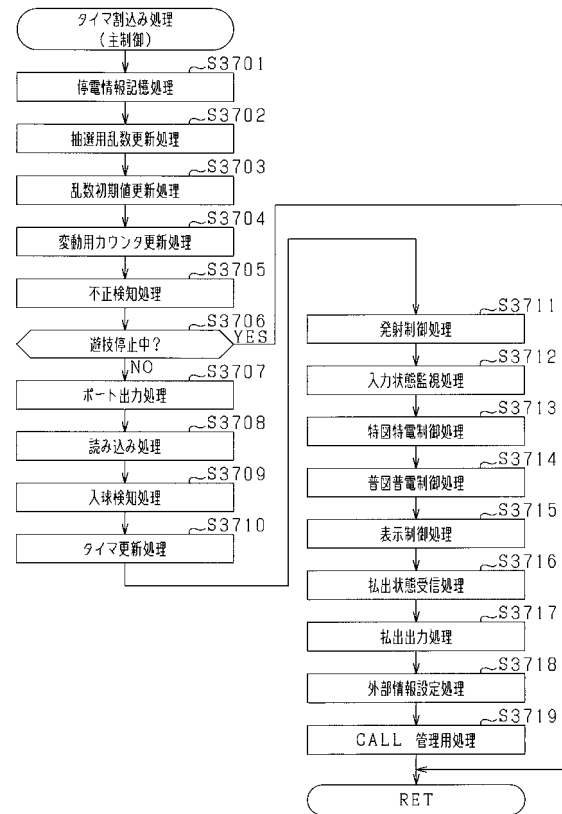 タイマ割込み処理
(主制御)
S3701
停電情報記憶処理
S3702
抽選用乱数更新処理
S3703
乱数初期値更新処理
S3704
変動用カウンタ更新処理
S3705
不正検知処理
S3706
遊技停止中?
YES
NO
S3707
ポート出力処理
S3708
読み込み処理
S3709
入球検知処理
S3710
タイマ更新処理
S3711
発射制御処理
S3712
入力状態監視処理
S3713
特図特電制御処理
S3714
普図普電制御処理
S3715
表示制御処理
S3716
払出状態受信処理
S3717
払出出力処理
S3718
外部情報設定処理
S3719
CALL 管理用処理
RET